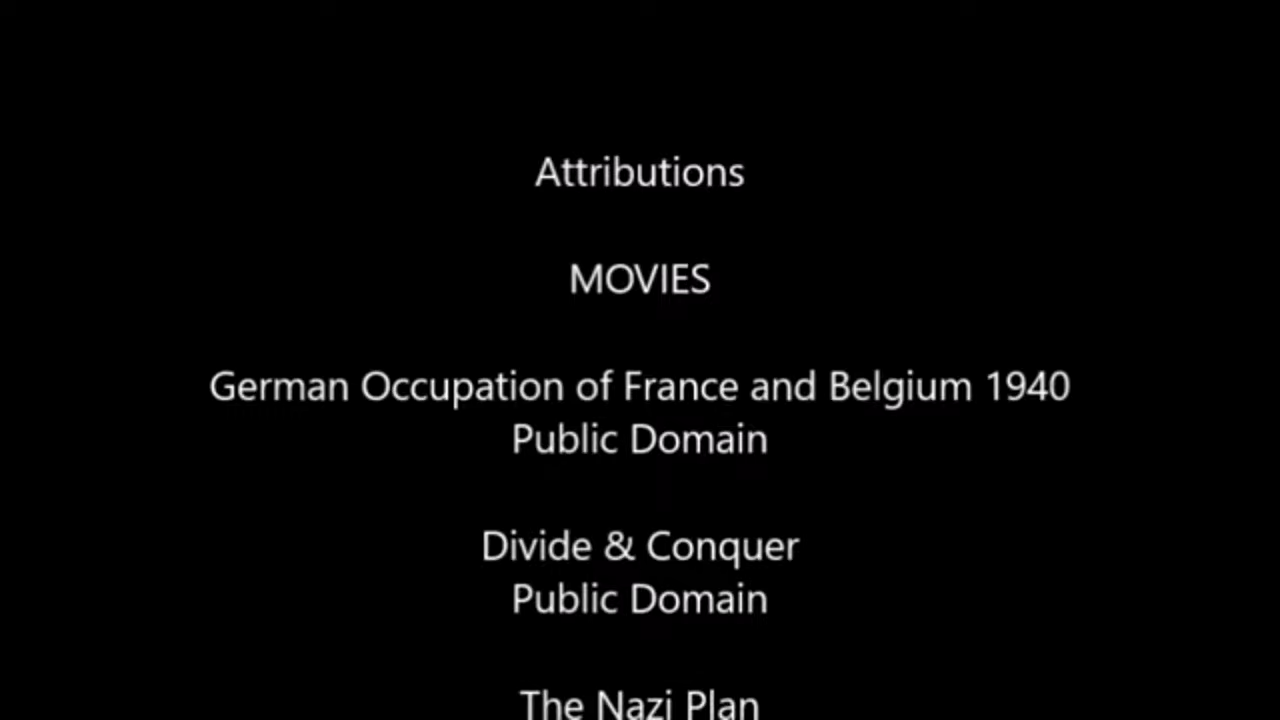 Attributions
MOVIES
German Occupation of France and Belgium 1940
Public Domain
Divide & Conquer
Public Domain
The Nazi Plan